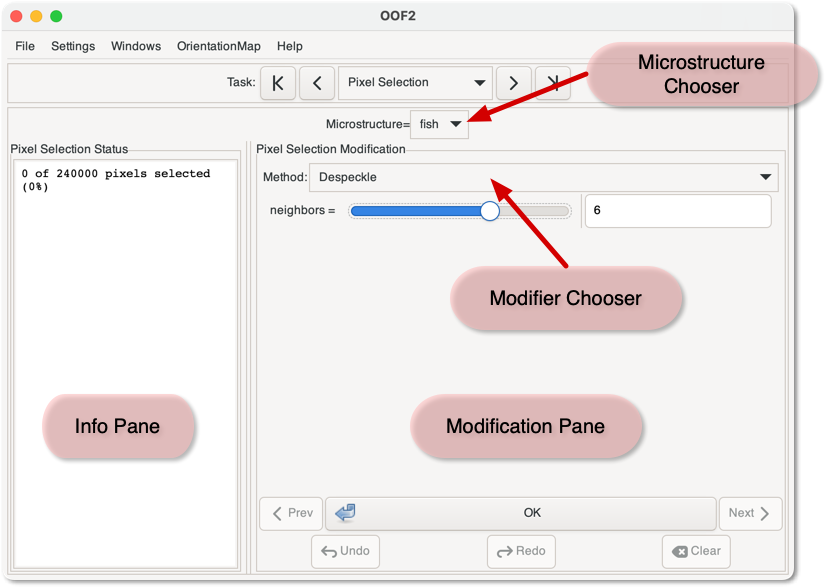 OOF2
File Settings Windows OrientationMap Help
Task: Pixel Selection
Microstructure
Chooser
Microstructure= fish
Pixel Selection Status
0 of 240000 pixels selected
(0%)
Pixel Selection Modification
Method: Despeckle
neighbors = 6
Modifier Chooser
Info Pane
Modification Pane
Prev OK Next
Undo Redo Clear